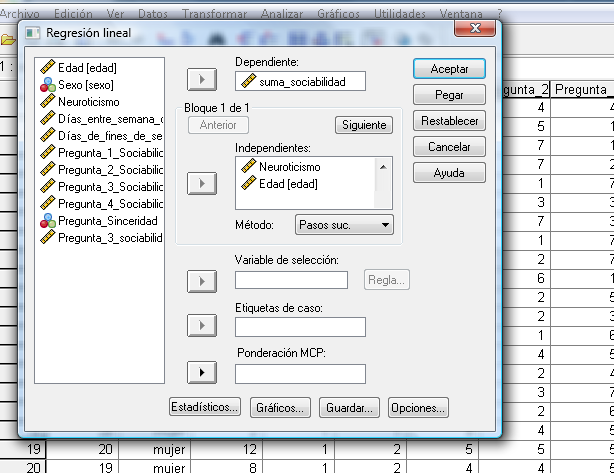 Archivo Edición Ver Datos Transformar Analizar Gráficos Utilidades Ventana ?
Regresión lineal
Edad [edad]
Sexo [sexo]
Neuroticismo
Días_entre_semana_
Días_de_fines_de_se
Pregunta_1_Sociabilic
Pregunta_2_Sociabilic
Pregunta_3_Sociabilic
Pregunta_4_Sociabilic
Pregunta_Sinceridad
Pregunta_3_sociabilid
Dependiente:
suma_sociabilidad
Bloque 1 de 1
Anterior
Siguiente
Independientes:
Neuroticismo
Edad [edad]
Método:
Pasos suc.
Variable de selección:
Regla...
Etiquetas de caso:
Ponderación MCP:
Estadísticos...
Gráficos...
Guardar...
Opciones...
Aceptar
Pegar
Restablecer
Cancelar
Ayuda
gunta_2 Pregunta_
4
5
7
7
1
3
7
1
2
6
2
2
1
4
2
3
2
4
19 20 mujer 12 1 2 5 5 5
20 19 mujer 8 1 2 4 4